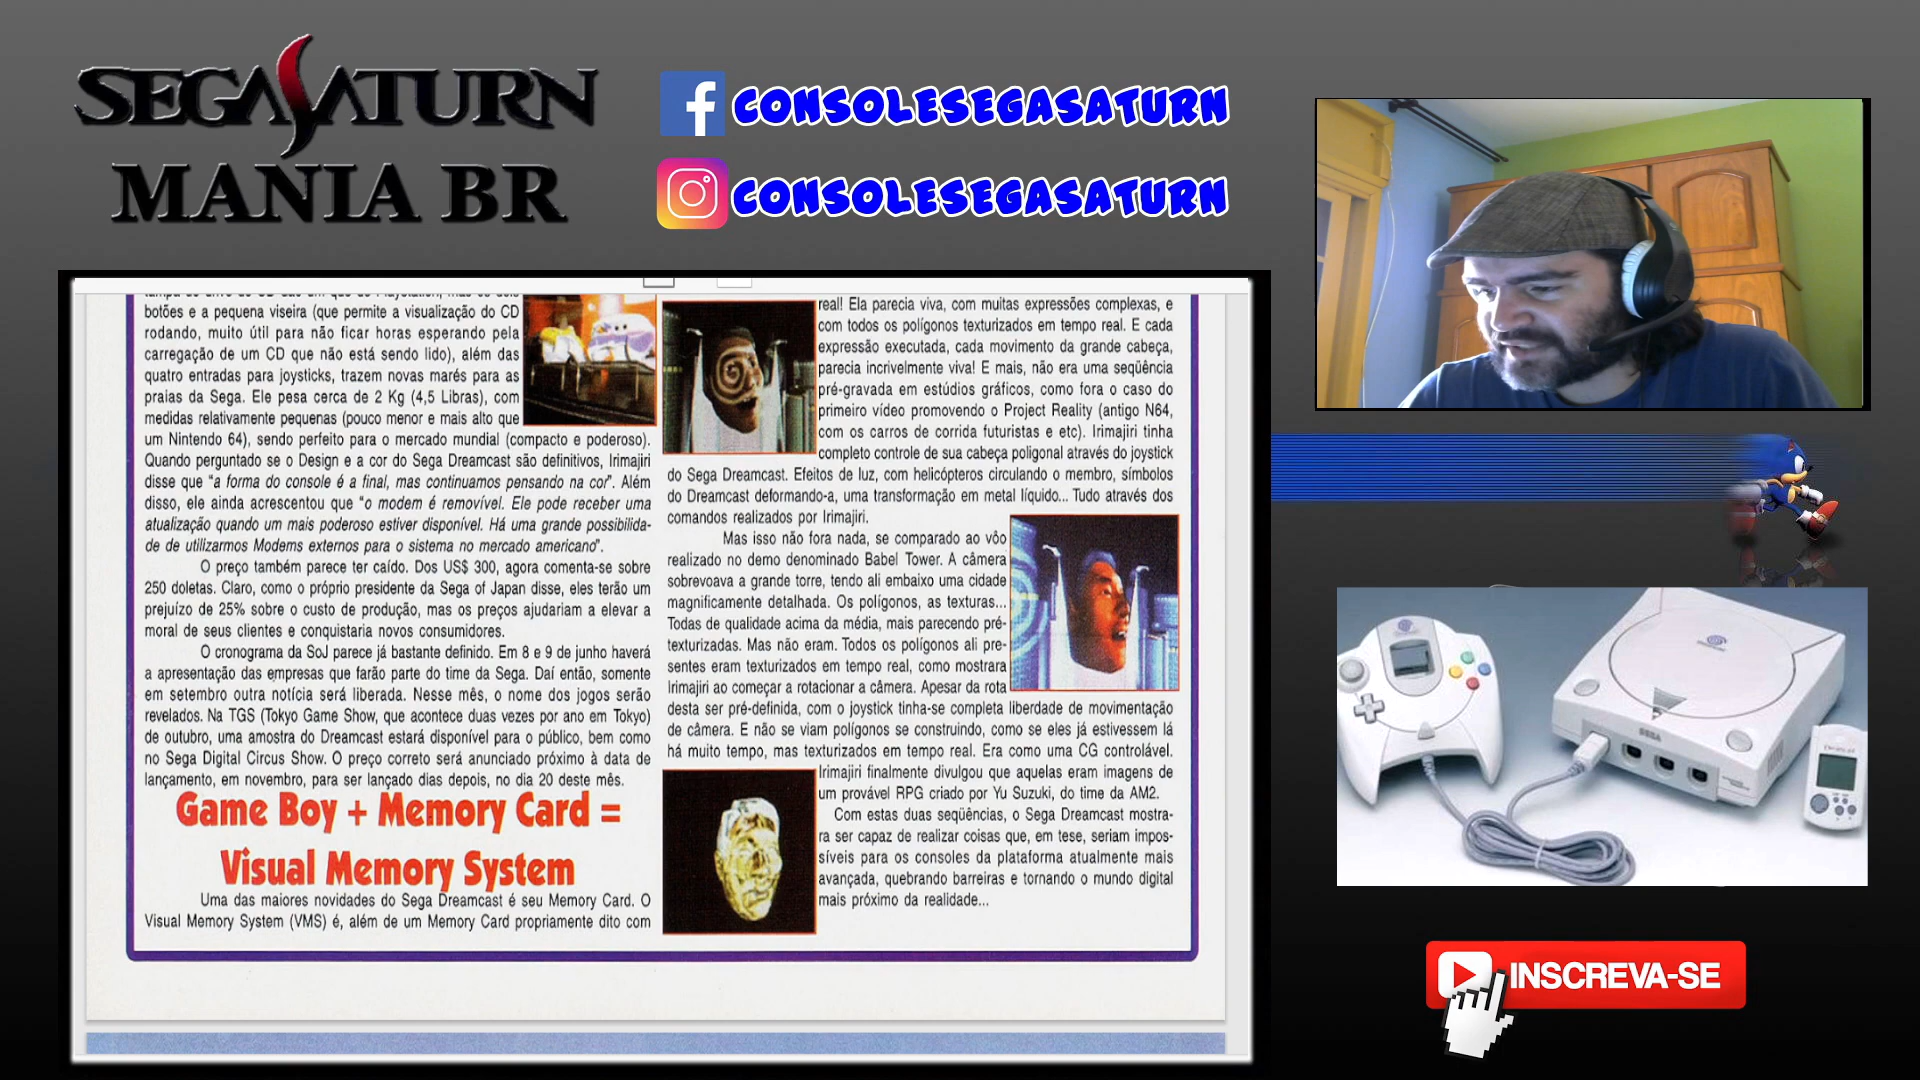 SEGA SATURN
MANIA BR
CONSOLESEGASATURN
CONSOLESEGASATURN
botões e a pequena viseira (que permite a visualização do CD
rodando, muito útil para não ficar horas esperando pela
carregação de um CD que não está sendo lido), além das
quatro entradas para joysticks, trazem novas marés para as
praias da Sega. Ele pesa cerca de 2 Kg (4,5 Libras), com
medidas relativamente pequenas (pouco menor e mais alto que
um Nintendo 64), sendo perfeito para o mercado mundial (compacto e poderoso).
Quando perguntado se o Design e a cor do Sega Dreamcast são definitivos, Irimajiri
disse que “a forma do console é a final, mas continuamos pensando na cor”. Além
disso, ele ainda acrescentou que “o modem é removível. Ele pode receber uma
atualização quando um mais poderoso estiver disponível. Há uma grande possibilida-
de de utilizarmos Modems externos para o sistema no mercado americano”.
O preço também parece ter caído. Dos US$ 300, agora comenta-se sobre
250 doletas. Claro, como o próprio presidente da Sega of Japan disse, eles terão um
prejuízo de 25% sobre o custo de produção, mas os preços ajudariam a elevar a
moral de seus clientes e conquistaria novos consumidores.
O cronograma da SoJ parece já bastante definido. Em 8 e 9 de junho haverá
a apresentação das empresas que farão parte do time da Sega. Daí então, somente
em setembro outra notícia será liberada. Nesse mês, o nome dos jogos serão
revelados. Na TGS (Tokyo Game Show, que acontece duas vezes por ano em Tokyo)
de outubro, uma amostra do Dreamcast estará disponível para o público, bem como
no Sega Digital Circus Show. O preço correto será anunciado próximo à data de
lançamento, em novembro, para ser lançado dias depois, no dia 20 deste mês.
Game Boy + Memory Card =
Visual Memory System
Uma das maiores novidades do Sega Dreamcast é seu Memory Card. O
Visual Memory System (VMS) é, além de um Memory Card propriamente dito com
real! Ela parecia viva, com muitas expressões complexas, e
com todos os polígonos texturizados em tempo real. E cada
expressão executada, cada movimento da grande cabeça,
parecia incrivelmente viva! E mais, não era uma seqüência
pré-gravada em estúdios gráficos, como fora o caso do
primeiro vídeo promovendo o Project Reality (antigo N64,
com os carros de corrida futuristas e etc). Irimajiri tinha
completo controle de sua cabeça poligonal através do joystick
do Sega Dreamcast. Efeitos de luz, com helicópteros circulando o membro, símbolos
do Dreamcast deformando-a, uma transformação em metal líquido... Tudo através dos
comandos realizados por Irimajiri.
Mas isso não fora nada, se comparado ao vôo
realizado no demo denominado Babel Tower. A câmera
sobrevoava a grande torre, tendo ali embaixo uma cidade
magnificamente detalhada. Os polígonos, as texturas...
Todas de qualidade acima da média, mais parecendo pré-
texturizadas. Mas não eram. Todos os polígonos ali pre-
sentes eram texturizados em tempo real, como mostrara
Irimajiri ao começar a rotacionar a câmera. Apesar da rota
desta ser pré-definida, com o joystick tinha-se completa liberdade de movimentação
de câmera. E não se viam polígonos se construindo, como se eles já estivessem lá
há muito tempo, mas texturizados em tempo real. Era como uma CG controlável.
Irimajiri finalmente divulgou que aquelas eram imagens de
um provável RPG criado por Yu Suzuki, do time da AM2.
Com estas duas seqüências, o Sega Dreamcast mostra-
ra ser capaz de realizar coisas que, em tese, seriam impos-
síveis para os consoles da plataforma atualmente mais
avançada, quebrando barreiras e tornando o mundo digital
mais próximo da realidade...
SEGA
INSCREVA-SE